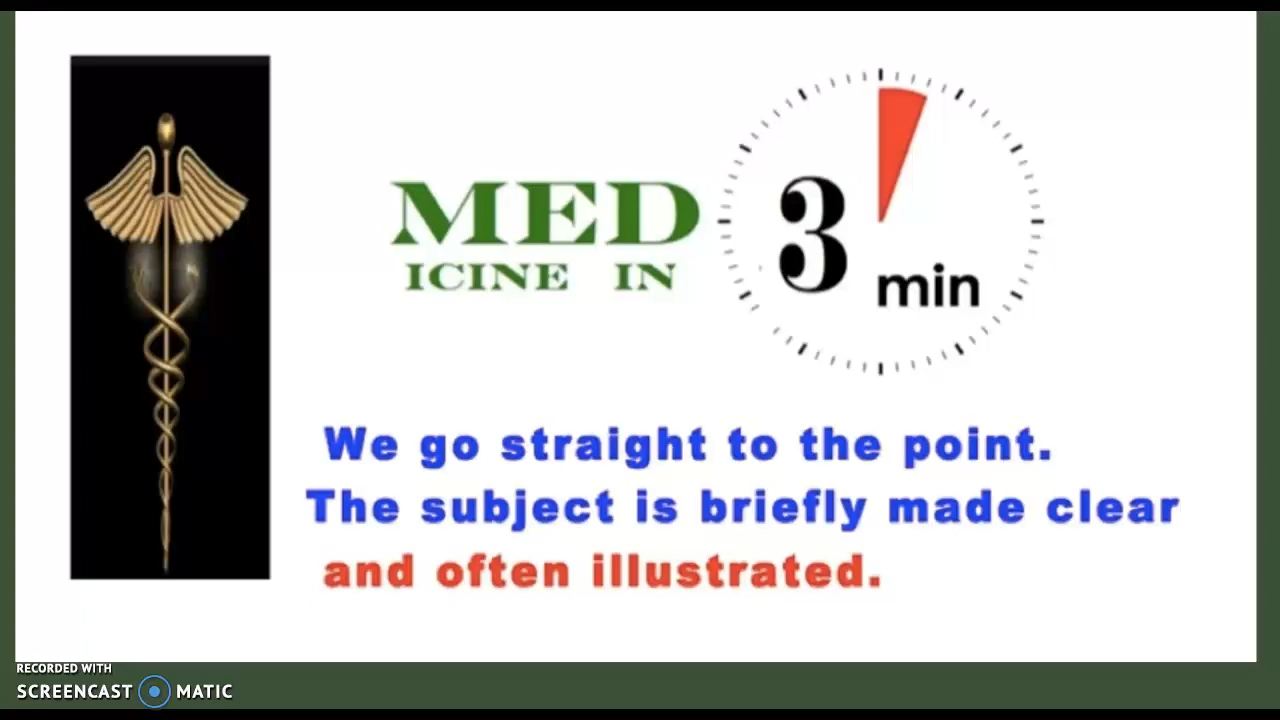 MED
ICINE IN
3
min
We go straight to the point.
The subject is briefly made clear
and often illustrated.
RECORDED WITH
SCREENCAST MATIC